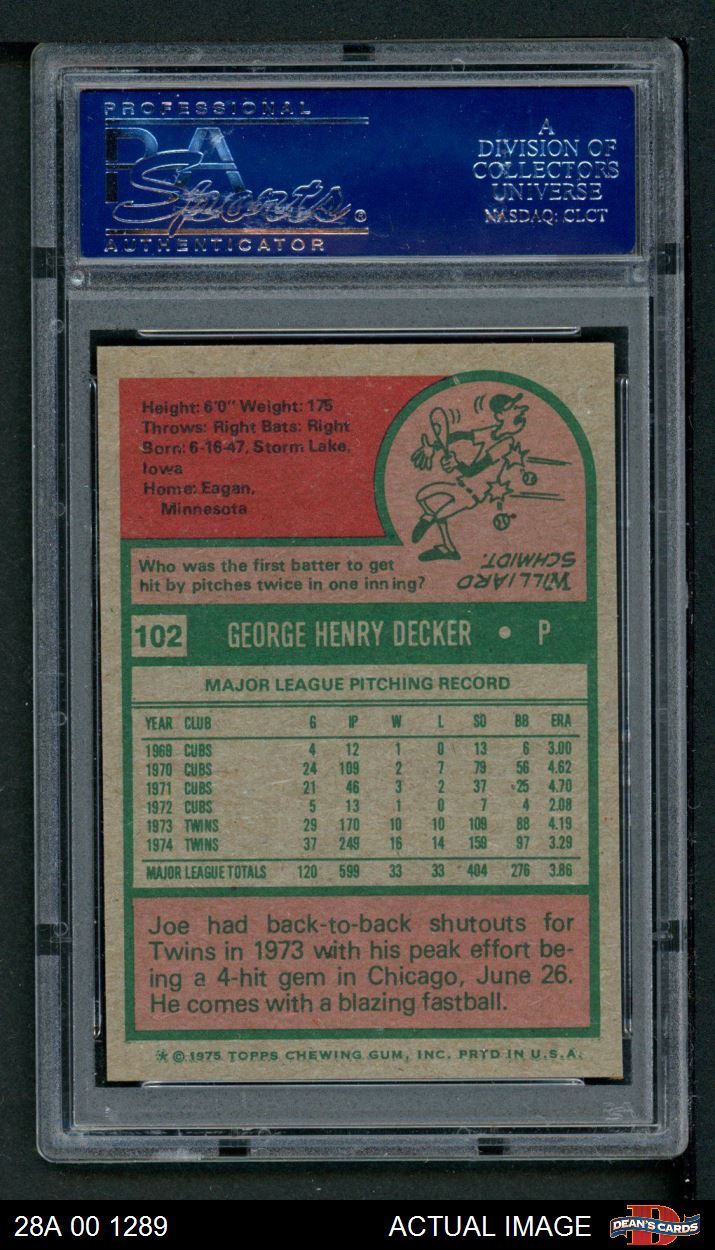 PROFESSIONAL
PSA
Sports®
AUTHENTICATOR
A
DIVISION OF
COLLECTORS
UNIVERSE
NASDAQ: CLCT
Height: 6'0" Weight: 175
Throws: Right Bats: Right
Born: 6-16-47, Storm Lake,
Iowa
Home: Eagan,
Minnesota
Who was the first batter to get
hit by pitches twice in one inning?
WILLIARD
SCHMIDT.
102 GEORGE HENRY DECKER • P
MAJOR LEAGUE PITCHING RECORD
YEAR CLUB G IP W L SO BB ERA
1969 CUBS 4 12 1 0 13 6 3.00
1970 CUBS 24 109 2 7 79 56 4.62
1971 CUBS 21 46 3 2 37 25 4.70
1972 CUBS 5 13 1 0 7 4 2.08
1973 TWINS 29 170 10 10 109 88 4.19
1974 TWINS 37 249 16 14 159 97 3.29
MAJOR LEAGUE TOTALS 120 599 33 33 404 276 3.86
Joe had back-to-back shutouts for
Twins in 1973 with his peak effort be-
ing a 4-hit gem in Chicago, June 26.
He comes with a blazing fastball.
* © 1975 TOPPS CHEWING GUM, INC. PRTD IN U.S.A.
28A 00 1289 ACTUAL IMAGE DEAN'S CARDS